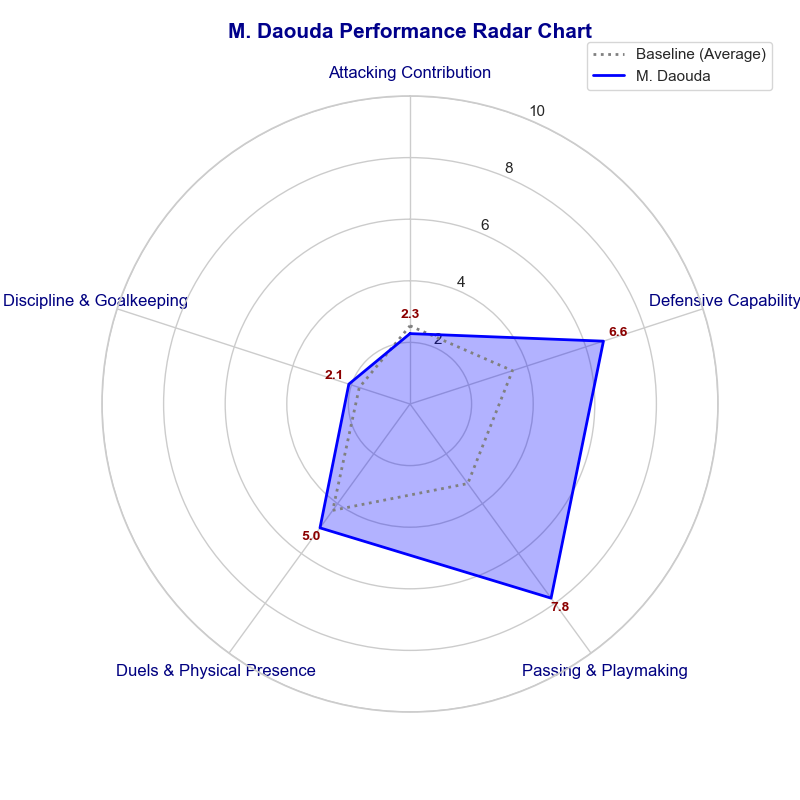 M. Daouda Performance Radar Chart
Baseline (Average)
M. Daouda
Attacking Contribution
10
8
6
4
2
2.3
Discipline & Goalkeeping
Defensive Capability
6.6
2.1
5.0
7.8
Duels & Physical Presence
Passing & Playmaking